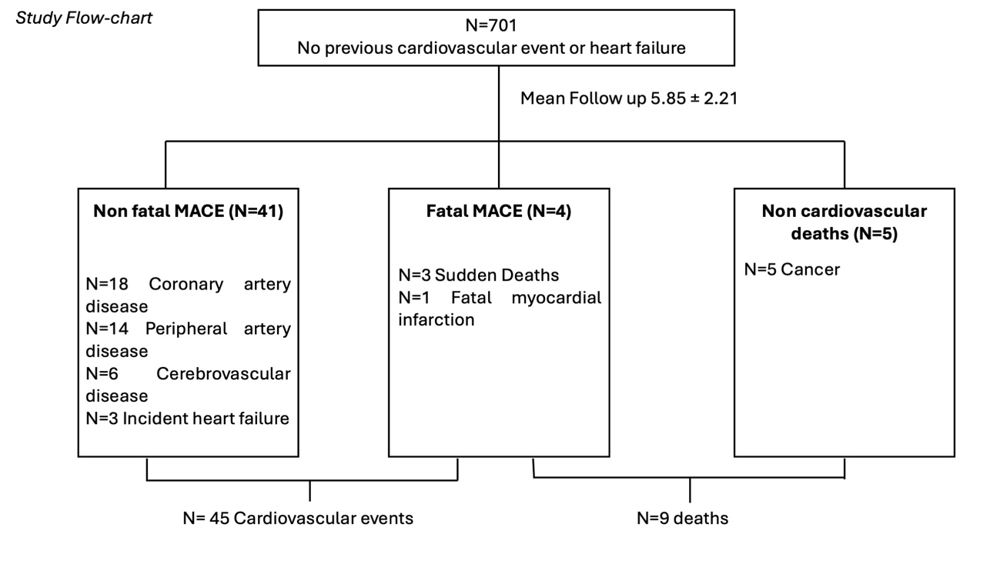 Study Flow-chart
N=701
No previous cardiovascular event or heart failure
Mean Follow up 5.85 ± 2.21
Non fatal MACE (N=41)
N=18 Coronary artery
disease
N=14 Peripheral artery
disease
N=6 Cerebrovascular
disease
N=3 Incident heart failure
Fatal MACE (N=4)
N=3 Sudden Deaths
N=1 Fatal myocardial
infarction
Non cardiovascular
deaths (N=5)
N=5 Cancer
N= 45 Cardiovascular events
N=9 deaths